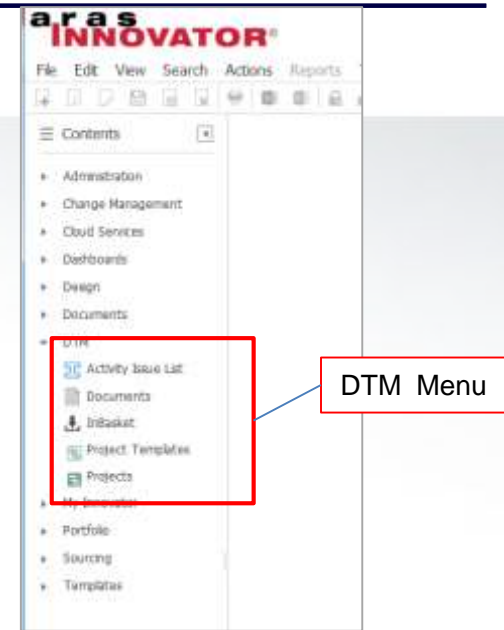 aras
INNOVATOR®
File Edit View Search Actions Reports
Contents
Administration
Change Management
Cloud Services
Dashboards
Design
Documents
DTM
Activity Issue List
Documents
InBasket
Project Templates
Projects
My Innovator
Portfolio
Sourcing
Templates
DTM Menu